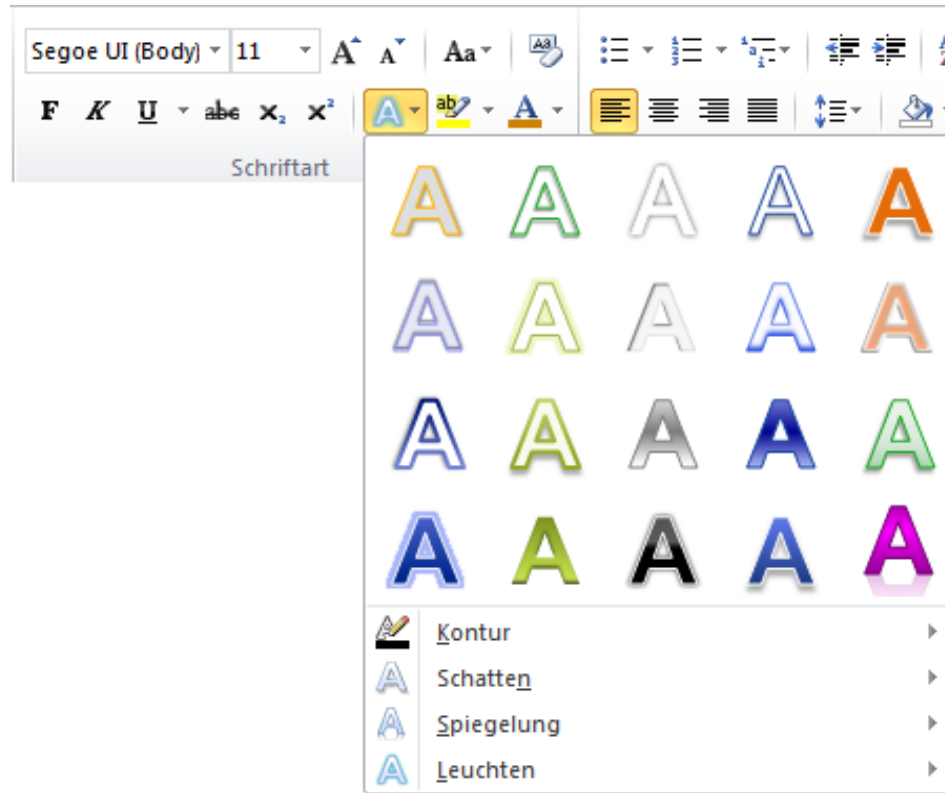 Segoe UI (Body) 11 A A Aa
F K U abc x₂ x² A ab A
Schriftart
A A A A A
A A A A A
A A A A A
A A A A A
Kontur
Schatten
Spiegelung
Leuchten